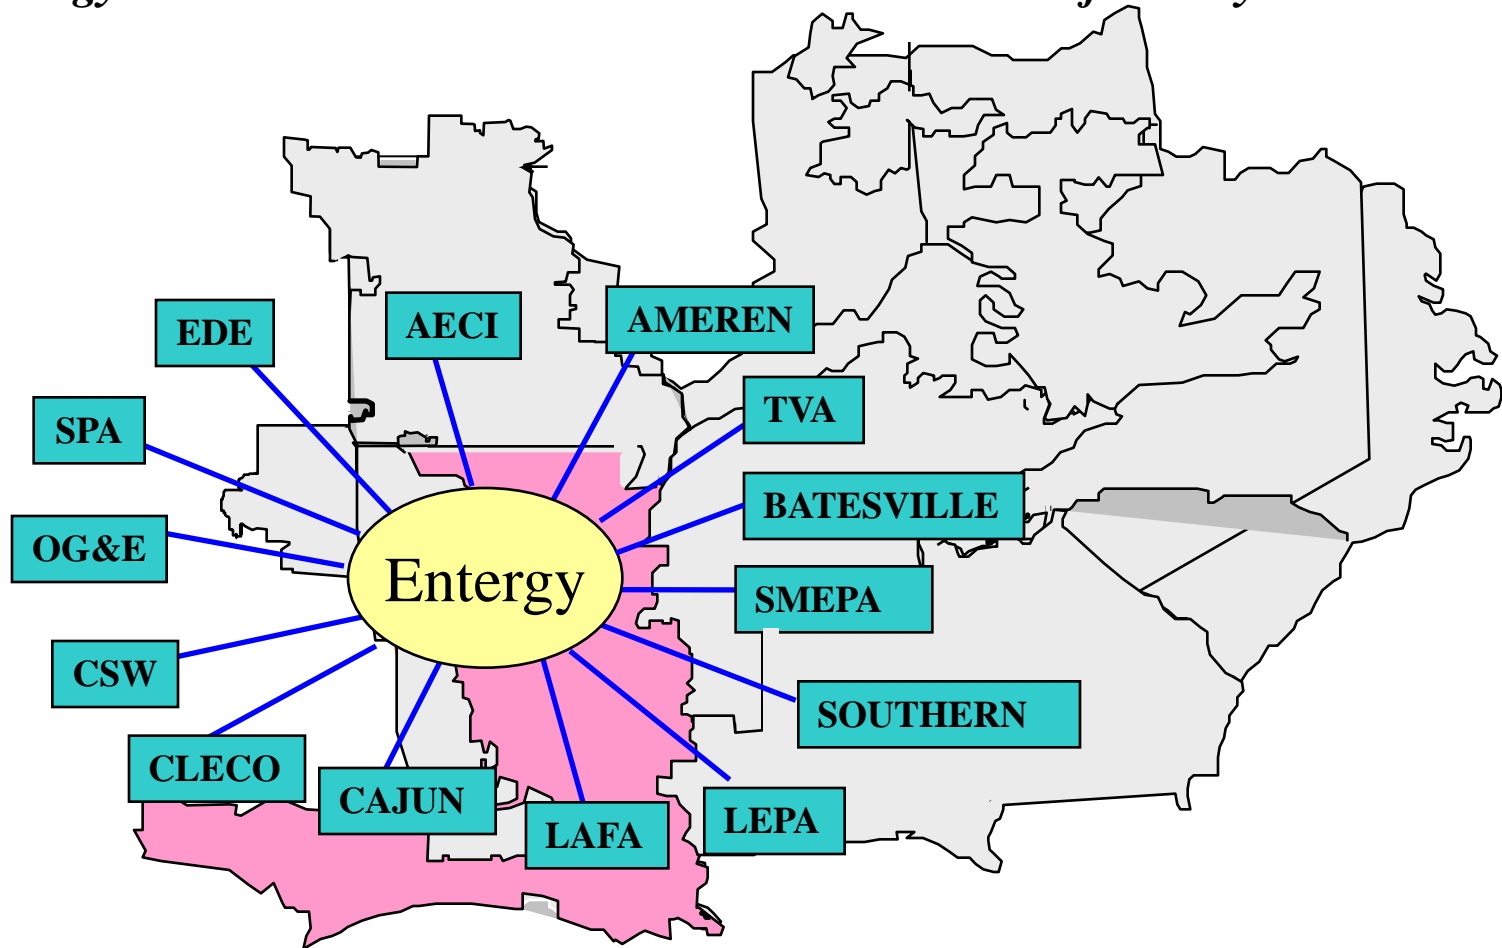 AMEREN
EDE
AECI
TVA
SPA
BATESVILLE
OG&E
Entergy
SMEPA
CSW
SOUTHERN
CLECO
CAJUN
LEPA
LAFA